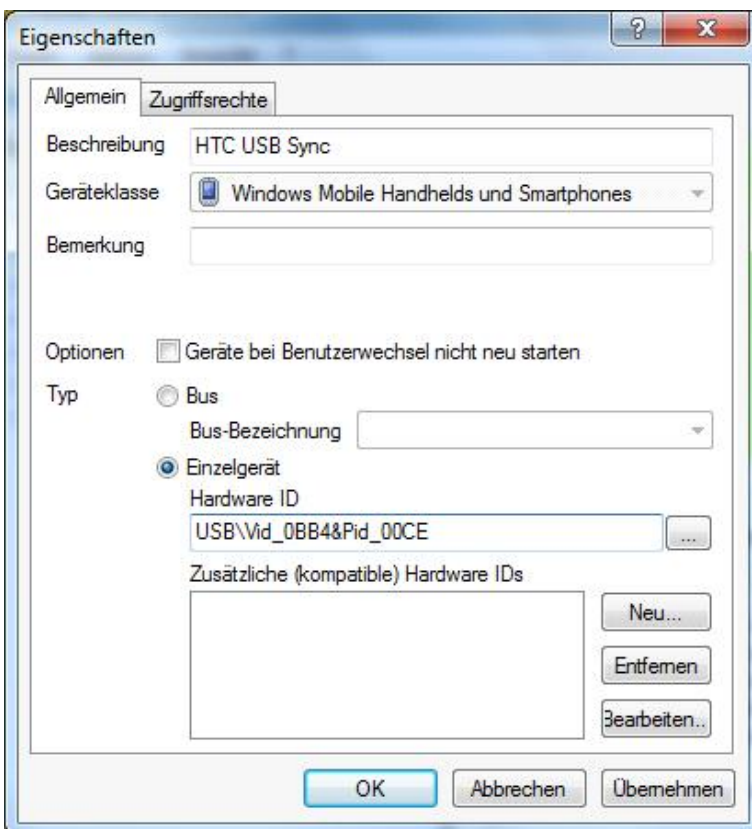 Eigenschaften
Allgemein Zugriffsrechte
Beschreibung HTC USB Sync
Geräteklasse Windows Mobile Handhelds und Smartphones
Bemerkung
Optionen Geräte bei Benutzerwechsel nicht neu starten
Typ Bus
Bus-Bezeichnung
Einzelgerät
Hardware ID
USB\Vid_0BB4&Pid_00CE ...
Zusätzliche (kompatible) Hardware IDs
Neu...
Entfernen
Bearbeiten..
OK Abbrechen Übernehmen